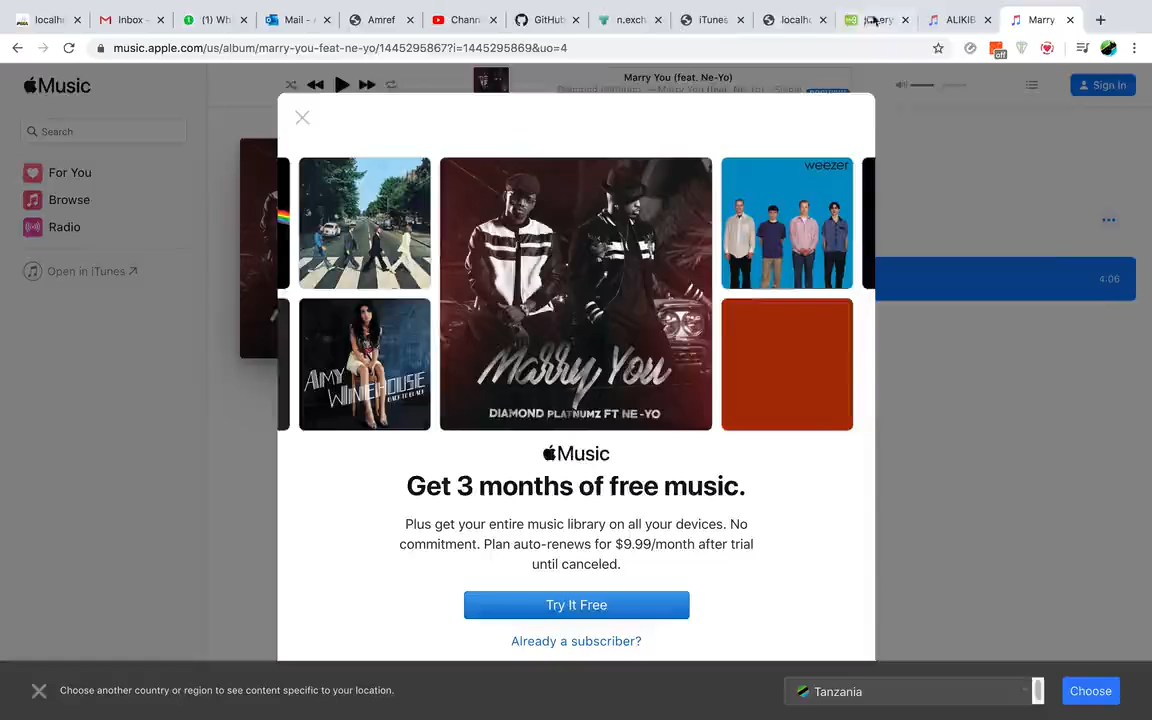 localh
Inbox -
(1) Wh
Mail -
Amref
Chann
GitHub
n.exch
iTunes
localh
ALIKIB
Marry
music.apple.com/us/album/marry-you-feat-ne-yo/1445295867?i=1445295869&uo=4
off
Music
Marry You (feat. Ne-Yo)
Sign In
Search
For You
Browse
Radio
Open in iTunes
4:06
weezer
AMY
WINEHOUSE
BACK TO BLACK
Marry You
DIAMOND PLATNUMZ FT NE-YO
Music
Get 3 months of free music.
Plus get your entire music library on all your devices. No
commitment. Plan auto-renews for $9.99/month after trial
until canceled.
Try It Free
Already a subscriber?
Choose another country or region to see content specific to your location.
Tanzania
Choose